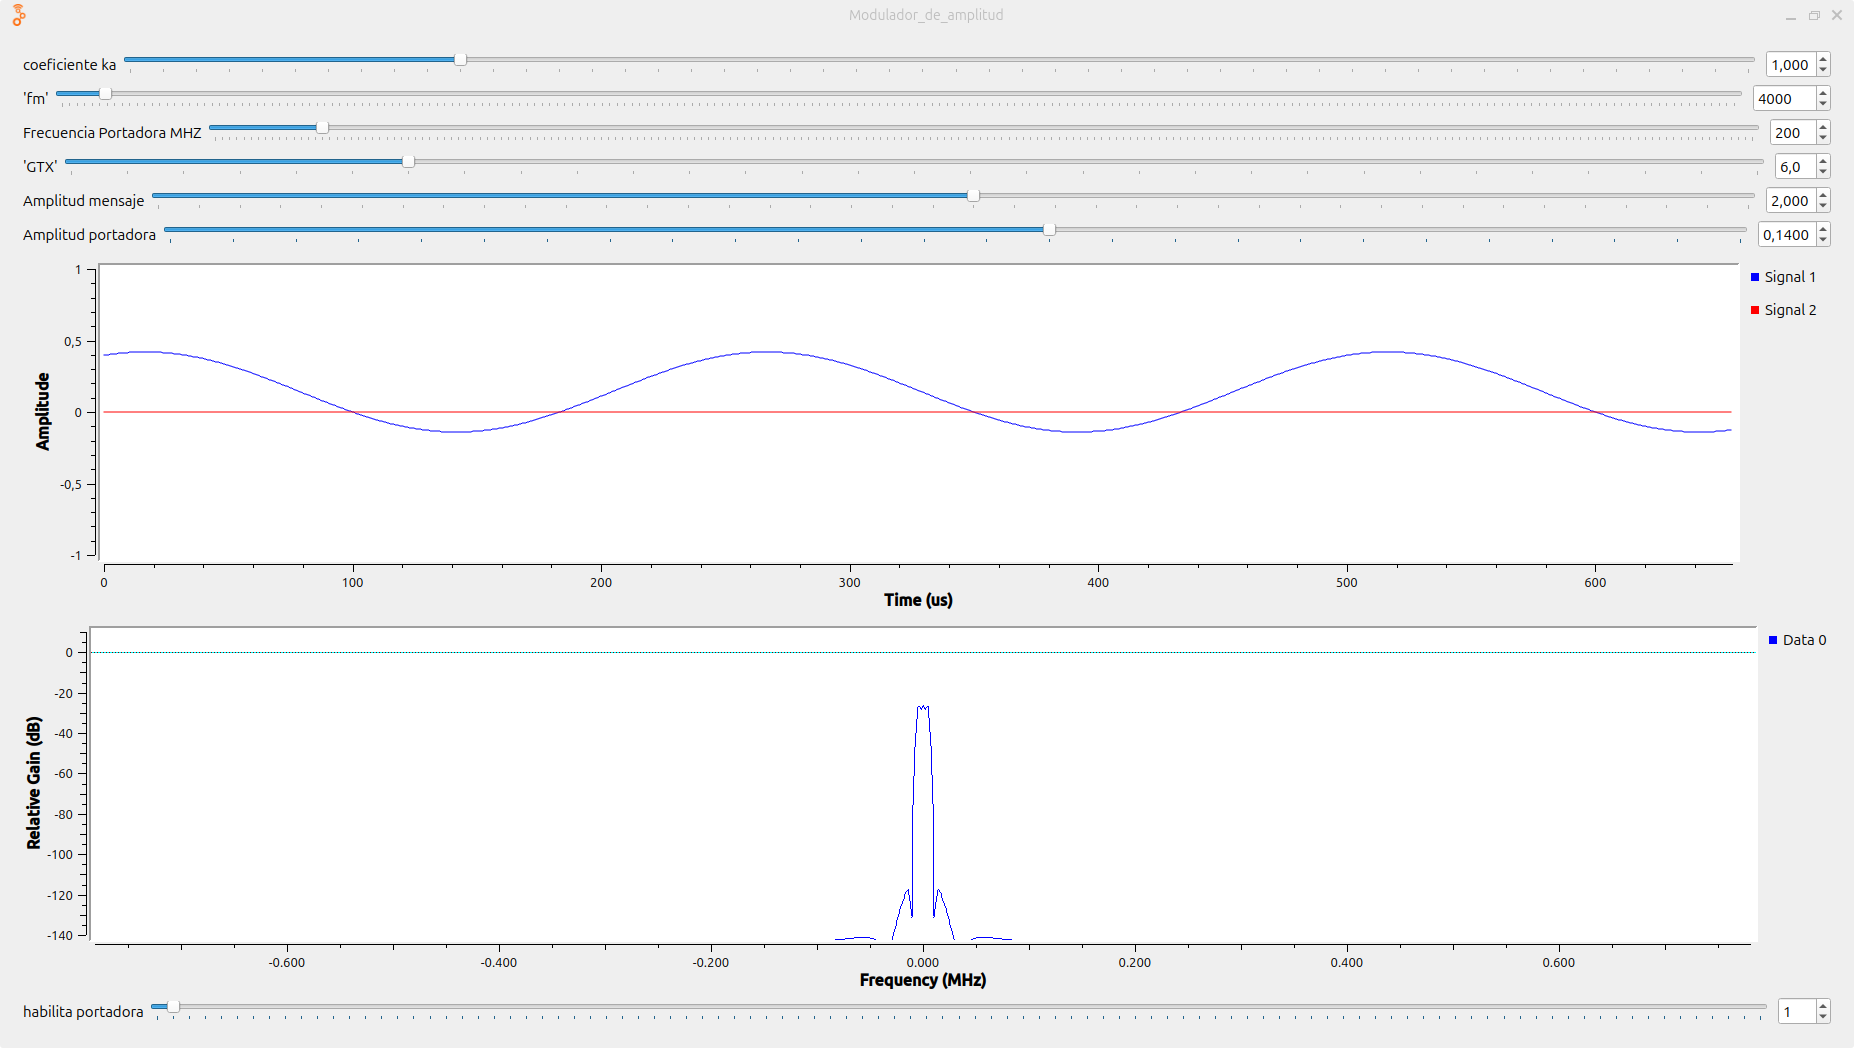 Modulador_de_amplitud
coeficiente ka 1,000
'fm' 4000
Frecuencia Portadora MHZ 200
'GTX' 6,0
Amplitud mensaje 2,000
Amplitud portadora 0,1400
1
0,5
0
-0,5
-1
Amplitude
Signal 1
Signal 2
0 100 200 300 400 500 600
Time (us)
0
-20
-40
-60
-80
-100
-120
-140
Relative Gain (dB)
Data 0
-0.600 -0.400 -0.200 0.000 0.200 0.400 0.600
Frequency (MHz)
habilita portadora 1